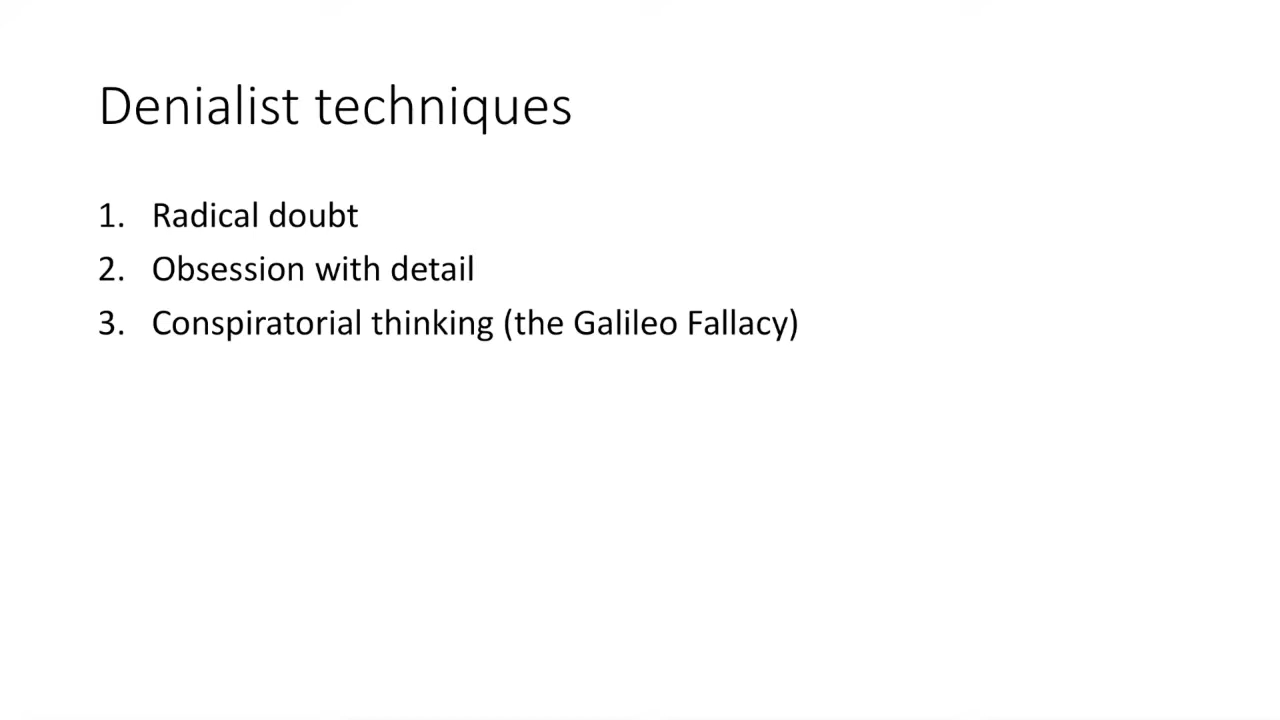 Denialist techniques
1. Radical doubt
2. Obsession with detail
3. Conspiratorial thinking (the Galileo Fallacy)